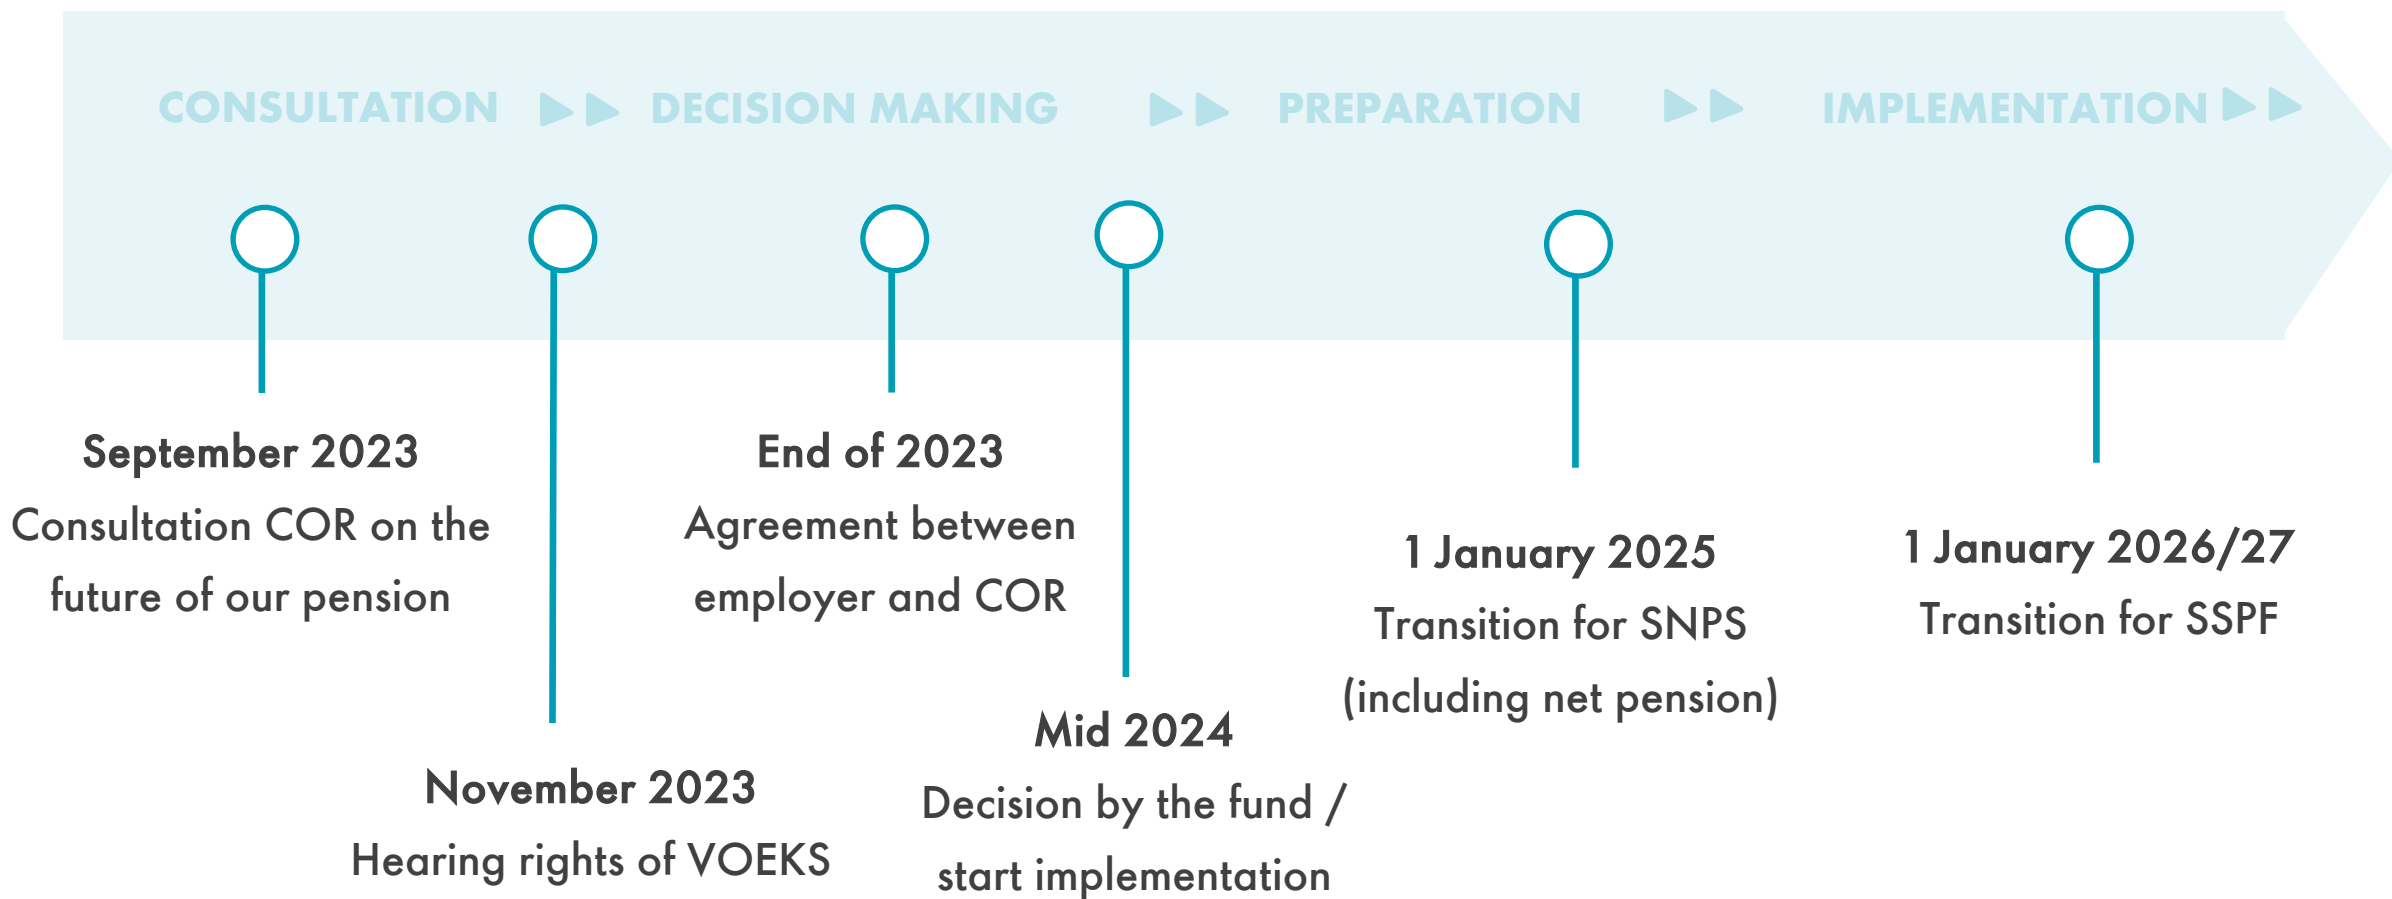 CONSULTATION
DECISION MAKING
PREPARATION
IMPLEMENTATION
September 2023
Consultation COR on the
future of our pension
November 2023
Hearing rights of VOEKS
End of 2023
Agreement between
employer and COR
Mid 2024
Decision by the fund /
start implementation
1 January 2025
Transition for SNPS
(including net pension)
1 January 2026/27
Transition for SSPF